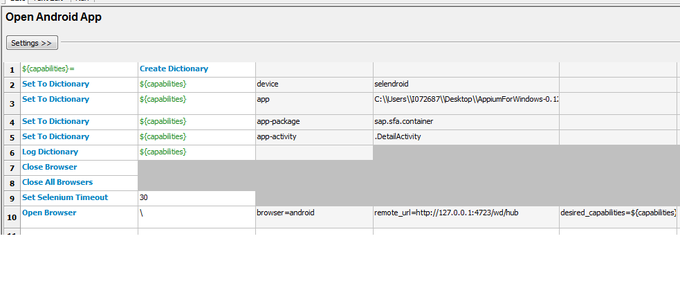 Open Android App
Settings >>
1 ${capabilities}= Create Dictionary
2 Set To Dictionary ${capabilities} device selendroid
3 Set To Dictionary ${capabilities} app C:\\Users\\I072687\\Desktop\\AppiumForWindows-0.12
4 Set To Dictionary ${capabilities} app-package sap.sfa.container
5 Set To Dictionary ${capabilities} app-activity .DetailActivity
6 Log Dictionary ${capabilities}
7 Close Browser
8 Close All Browsers
9 Set Selenium Timeout 30
10 Open Browser \ browser=android remote_url=http://127.0.0.1:4723/wd/hub desired_capabilities=${capabilities}